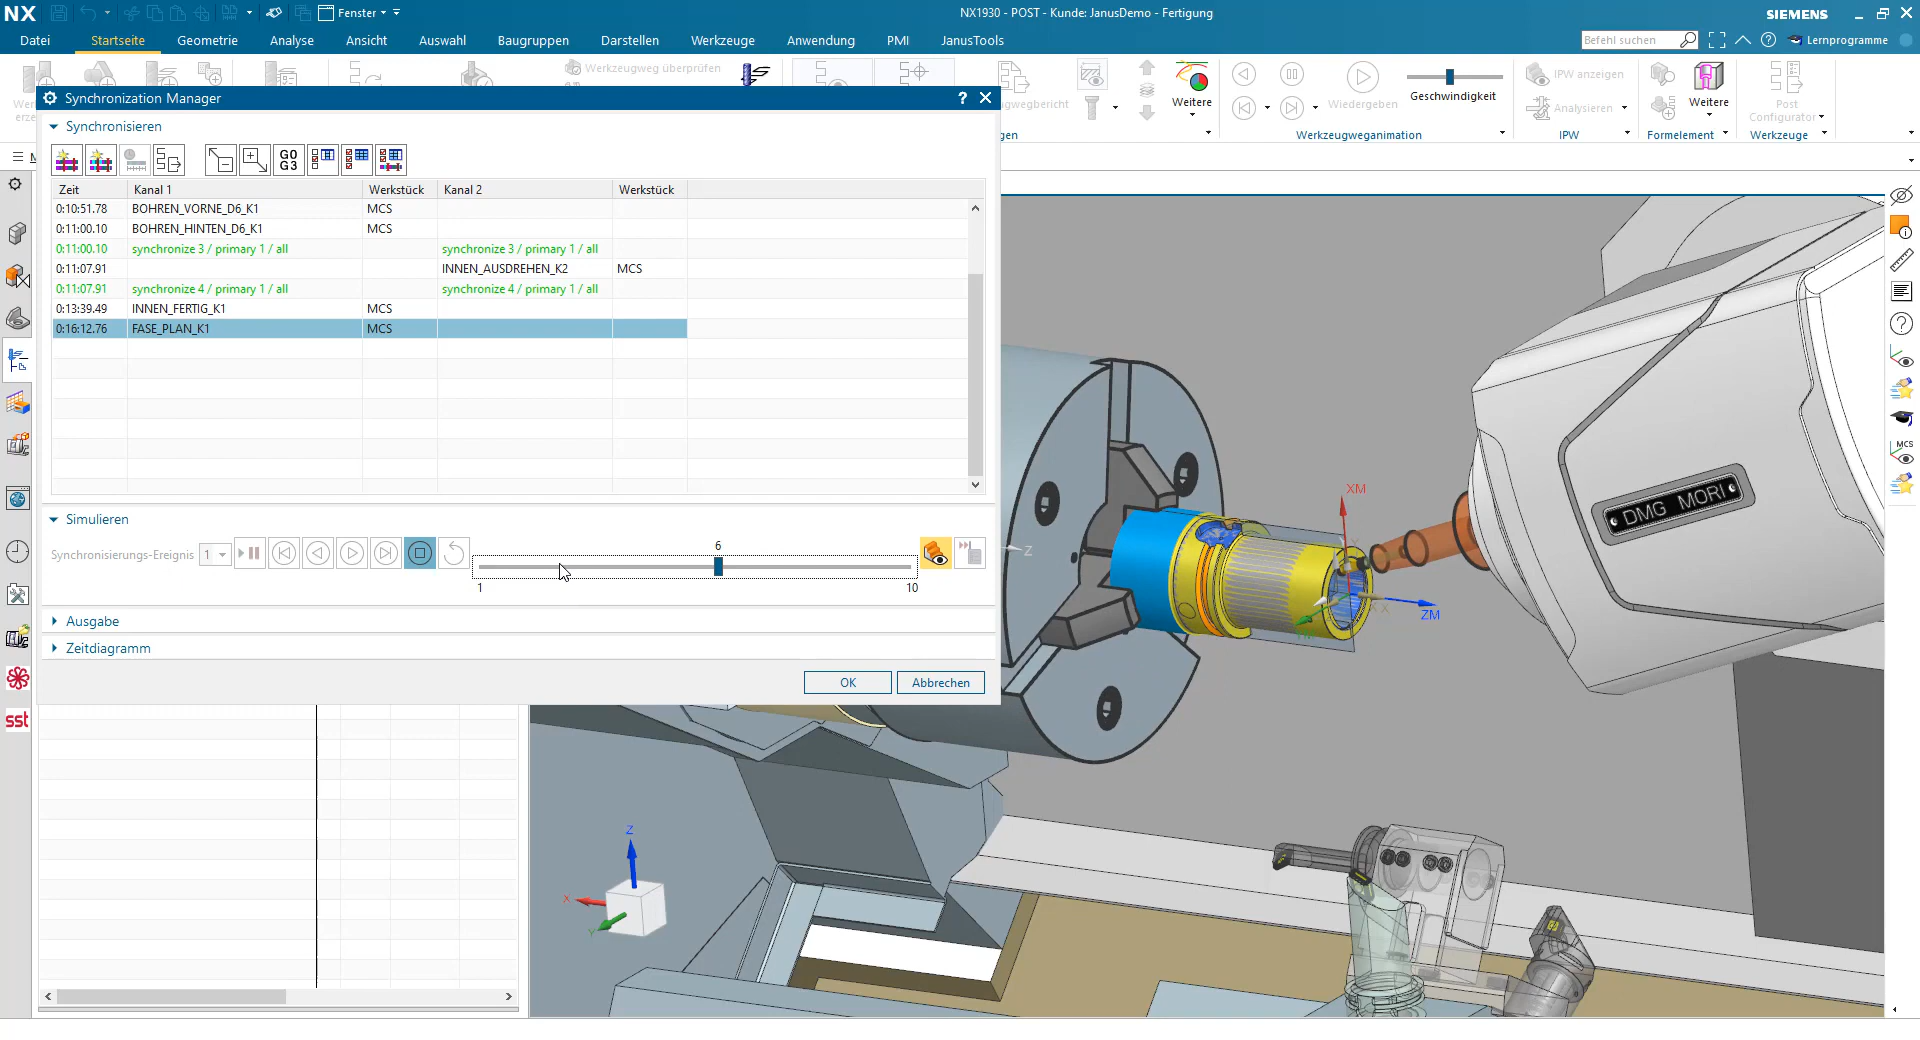 NX
Fenster
NX1930 - POST - Kunde: JanusDemo - Fertigung
SIEMENS
Datei
Startseite
Geometrie
Analyse
Ansicht
Auswahl
Baugruppen
Darstellen
Werkzeuge
Anwendung
PMI
JanusTools
Befehl suchen
Lernprogramme
Werkzeugweg überprüfen
Weitere
Wiedergeben
Geschwindigkeit
IPW anzeigen
Analysieren
Weitere
Post
Configurator
Werkzeugweganimation
IPW
Formelement
Werkzeuge
Synchronization Manager
Synchronisieren
G0
G3
Zeit Kanal 1 Werkstück Kanal 2 Werkstück
0:10:51.78 BOHREN_VORNE_D6_K1 MCS
0:11:00.10 BOHREN_HINTEN_D6_K1 MCS
0:11:00.10 synchronize 3 / primary 1 / all synchronize 3 / primary 1 / all
0:11:07.91 INNEN_AUSDREHEN_K2 MCS
0:11:07.91 synchronize 4 / primary 1 / all synchronize 4 / primary 1 / all
0:13:39.49 INNEN_FERTIG_K1 MCS
0:16:12.76 FASE_PLAN_K1 MCS
Simulieren
Synchronisierungs-Ereignis 1
6
1 10
Ausgabe
Zeitdiagramm
OK
Abbrechen
sst
MCS
DMG MORI
XM
ZM
Z
Z
X
Y